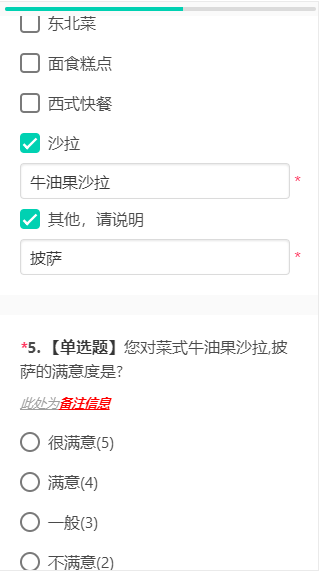 东北菜
面食糕点
西式快餐
沙拉
牛油果沙拉 *
其他，请说明
披萨 *
*5.【单选题】您对菜式牛油果沙拉,披
萨的满意度是?
此处为备注信息
很满意(5)
满意(4)
一般(3)
不满意(2)